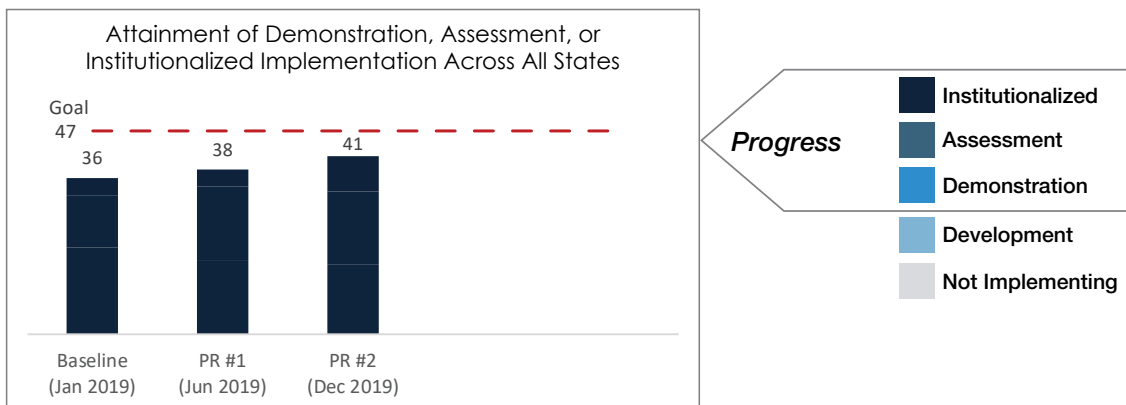 Attainment of Demonstration, Assessment, or
Institutionalized Implementation Across All States
Goal
47
36
38
41
Baseline
(Jan 2019)
PR #1
(Jun 2019)
PR #2
(Dec 2019)
Progress
Institutionalized
Assessment
Demonstration
Development
Not Implementing